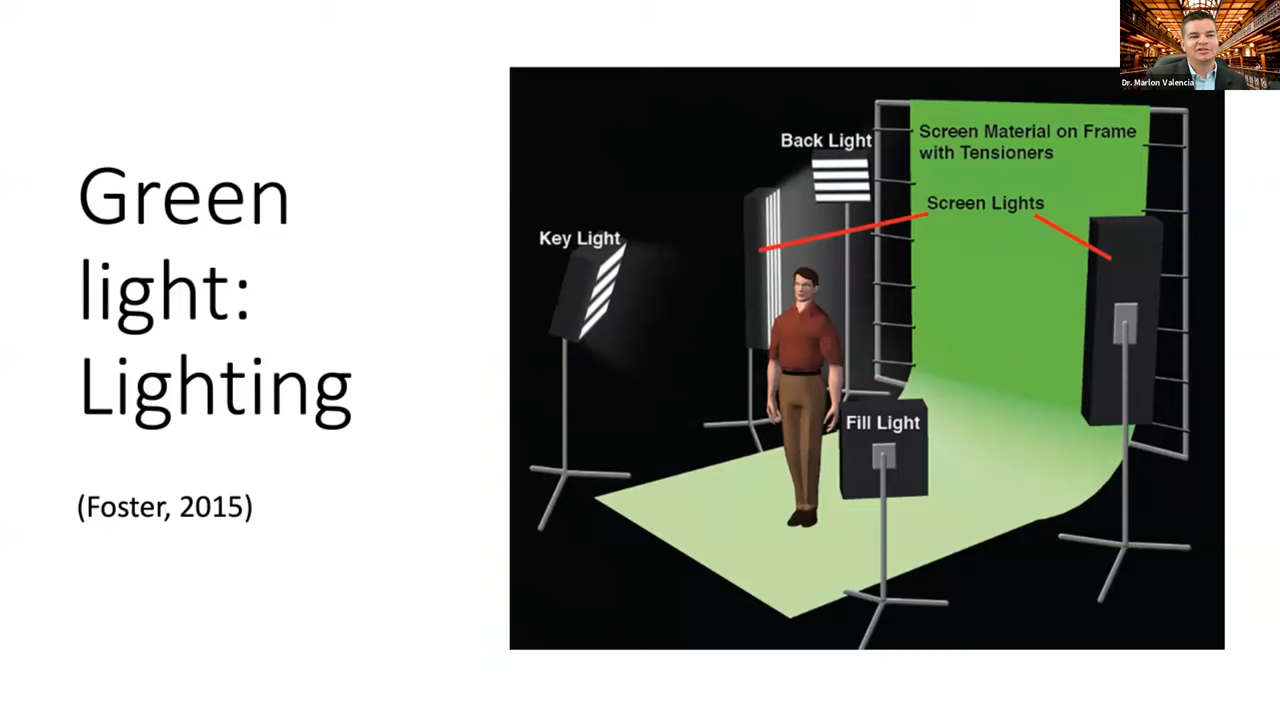 Green
light:
Lighting
(Foster, 2015)
Back Light
Screen Material on Frame
with Tensioners
Screen Lights
Key Light
Fill Light
Dr. Marlon Valencia